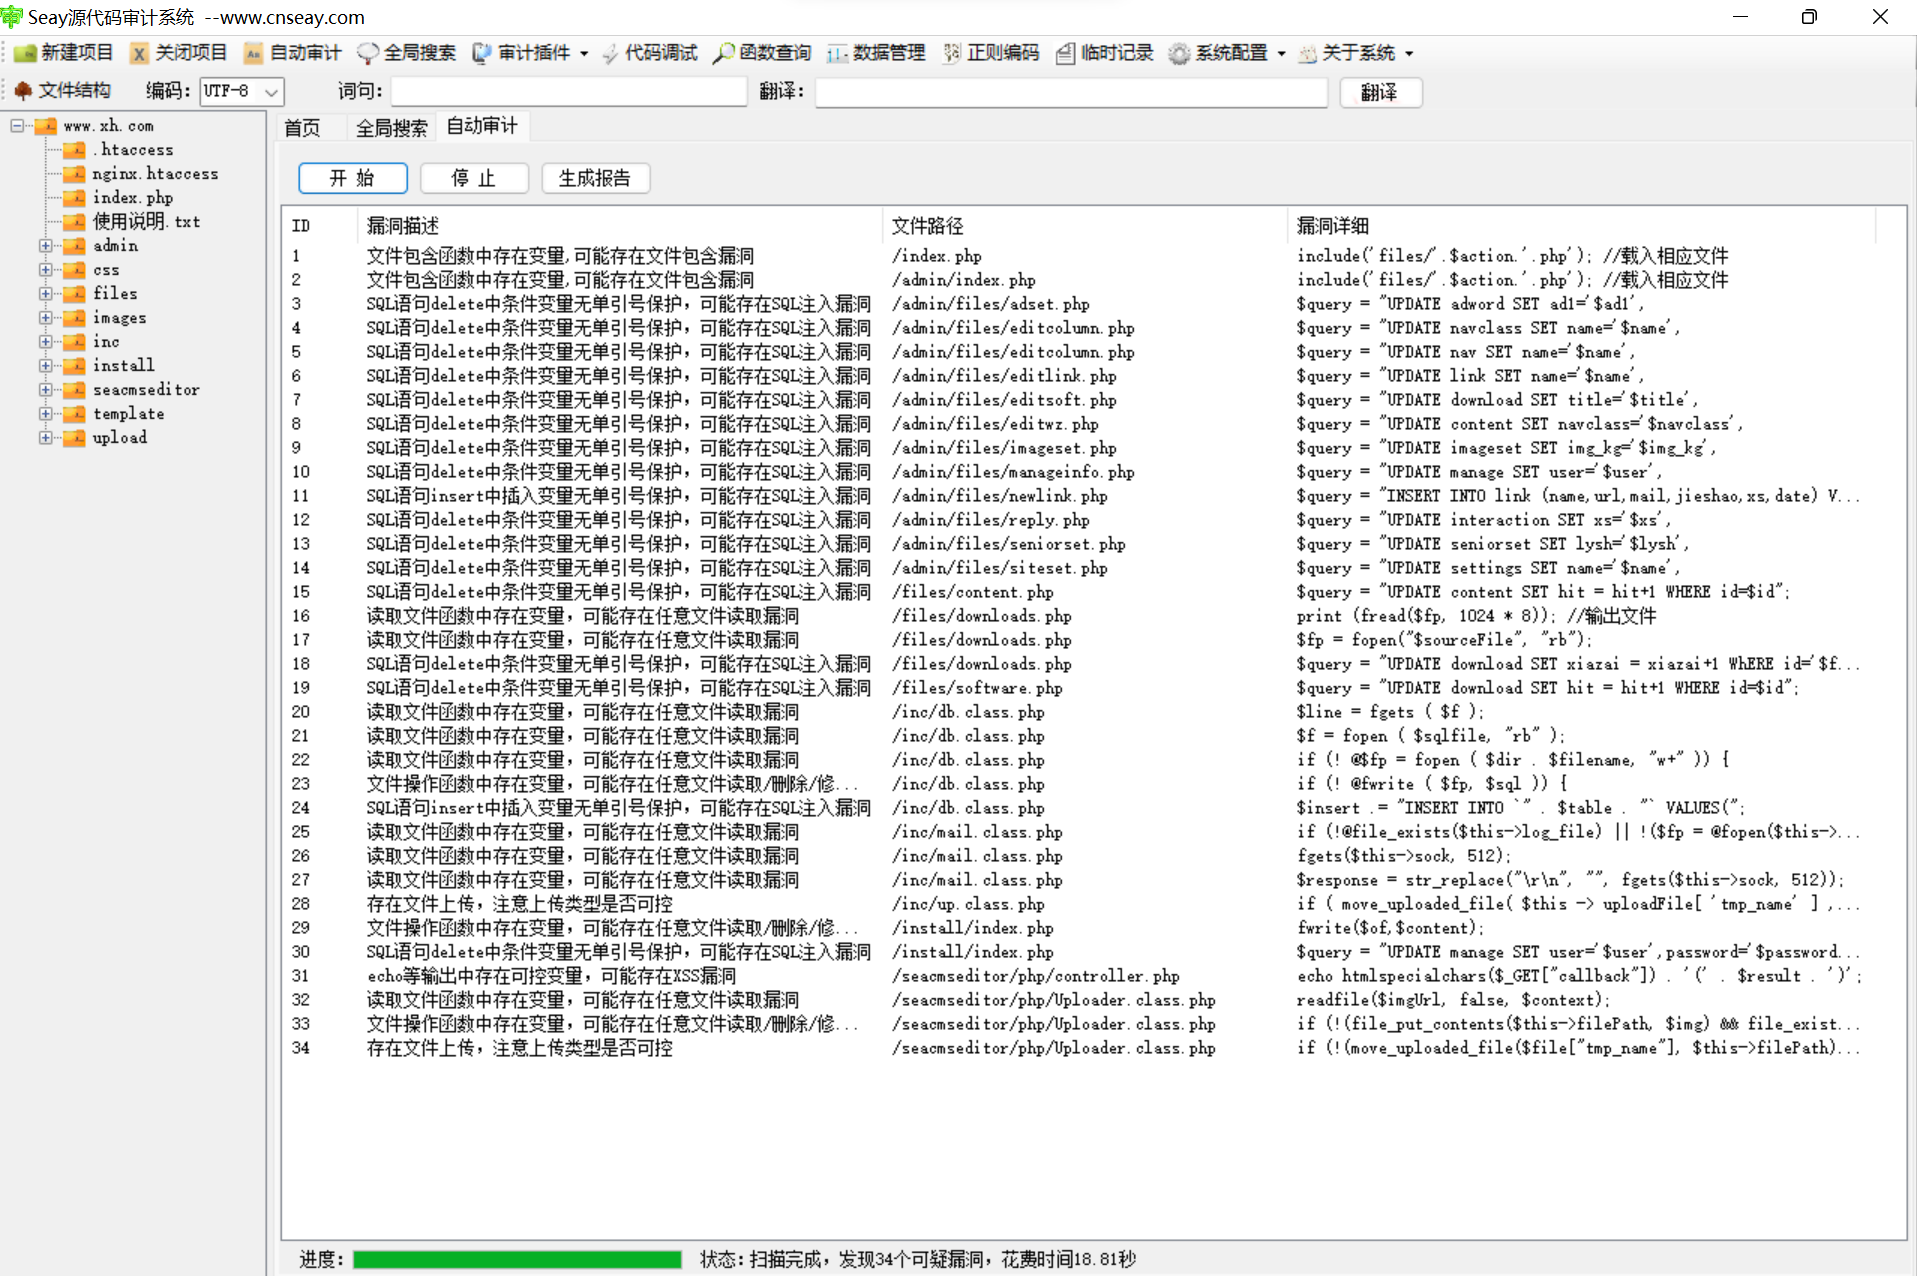 Seay源代码审计系统  --www.cnseay.com
新建项目 关闭项目 自动审计 全局搜索 审计插件 代码调试 函数查询 数据管理 正则编码 临时记录 系统配置 关于系统
文件结构 编码: UTF-8 词句: 翻译: 翻译
www.xh.com
.htaccess
nginx.htaccess
index.php
使用说明.txt
admin
css
files
images
inc
install
seacmseditor
template
upload
首页 全局搜索 自动审计
开 始 停 止 生成报告
ID 漏洞描述 文件路径 漏洞详细
1 文件包含函数中存在变量,可能存在文件包含漏洞 /index.php include('files/'.$action.'.php'); //载入相应文件
2 文件包含函数中存在变量,可能存在文件包含漏洞 /admin/index.php include('files/'.$action.'.php'); //载入相应文件
3 SQL语句delete中条件变量无单引号保护，可能存在SQL注入漏洞 /admin/files/adset.php $query = "UPDATE adword SET ad1='$ad1',
4 SQL语句delete中条件变量无单引号保护，可能存在SQL注入漏洞 /admin/files/editcolumn.php $query = "UPDATE navclass SET name='$name',
5 SQL语句delete中条件变量无单引号保护，可能存在SQL注入漏洞 /admin/files/editcolumn.php $query = "UPDATE nav SET name='$name',
6 SQL语句delete中条件变量无单引号保护，可能存在SQL注入漏洞 /admin/files/editlink.php $query = "UPDATE link SET name='$name',
7 SQL语句delete中条件变量无单引号保护，可能存在SQL注入漏洞 /admin/files/editsoft.php $query = "UPDATE download SET title='$title',
8 SQL语句delete中条件变量无单引号保护，可能存在SQL注入漏洞 /admin/files/editwz.php $query = "UPDATE content SET navclass='$navclass',
9 SQL语句delete中条件变量无单引号保护，可能存在SQL注入漏洞 /admin/files/imageset.php $query = "UPDATE imageset SET img_kg='$img_kg',
10 SQL语句delete中条件变量无单引号保护，可能存在SQL注入漏洞 /admin/files/manageinfo.php $query = "UPDATE manage SET user='$user',
11 SQL语句insert中插入变量无单引号保护，可能存在SQL注入漏洞 /admin/files/newlink.php $query = "INSERT INTO link (name,url,mail,jieshao,xs,date) V...
12 SQL语句delete中条件变量无单引号保护，可能存在SQL注入漏洞 /admin/files/reply.php $query = "UPDATE interaction SET xs='$xs',
13 SQL语句delete中条件变量无单引号保护，可能存在SQL注入漏洞 /admin/files/seniorset.php $query = "UPDATE seniorset SET lysh='$lysh',
14 SQL语句delete中条件变量无单引号保护，可能存在SQL注入漏洞 /admin/files/siteset.php $query = "UPDATE settings SET name='$name',
15 SQL语句delete中条件变量无单引号保护，可能存在SQL注入漏洞 /files/content.php $query = "UPDATE content SET hit = hit+1 WHERE id=$id";
16 读取文件函数中存在变量，可能存在任意文件读取漏洞 /files/downloads.php print (fread($fp, 1024 * 8)); //输出文件
17 读取文件函数中存在变量，可能存在任意文件读取漏洞 /files/downloads.php $fp = fopen("$sourceFile", "rb");
18 SQL语句delete中条件变量无单引号保护，可能存在SQL注入漏洞 /files/downloads.php $query = "UPDATE download SET xiazai = xiazai+1 WhERE id='$f...
19 SQL语句delete中条件变量无单引号保护，可能存在SQL注入漏洞 /files/software.php $query = "UPDATE download SET hit = hit+1 WHERE id=$id";
20 读取文件函数中存在变量，可能存在任意文件读取漏洞 /inc/db.class.php $line = fgets ( $f );
21 读取文件函数中存在变量，可能存在任意文件读取漏洞 /inc/db.class.php $f = fopen ( $sqlfile, "rb" );
22 读取文件函数中存在变量，可能存在任意文件读取漏洞 /inc/db.class.php if (! @$fp = fopen ( $dir . $filename, "w+" )) {
23 文件操作函数中存在变量，可能存在任意文件读取/删除/修... /inc/db.class.php if (! @fwrite ( $fp, $sql )) {
24 SQL语句insert中插入变量无单引号保护，可能存在SQL注入漏洞 /inc/db.class.php $insert .= "INSERT INTO `" . $table . "` VALUES(";
25 读取文件函数中存在变量，可能存在任意文件读取漏洞 /inc/mail.class.php if (!@file_exists($this->log_file) || !($fp = @fopen($this->...
26 读取文件函数中存在变量，可能存在任意文件读取漏洞 /inc/mail.class.php fgets($this->sock, 512);
27 读取文件函数中存在变量，可能存在任意文件读取漏洞 /inc/mail.class.php $response = str_replace("\r\n", "", fgets($this->sock, 512));
28 存在文件上传，注意上传类型是否可控 /inc/up.class.php if ( move_uploaded_file( $this -> uploadFile[ 'tmp_name' ] ,...
29 文件操作函数中存在变量，可能存在任意文件读取/删除/修... /install/index.php fwrite($of,$content);
30 SQL语句delete中条件变量无单引号保护，可能存在SQL注入漏洞 /install/index.php $query = "UPDATE manage SET user='$user',password='$password...
31 echo等输出中存在可控变量，可能存在XSS漏洞 /seacmseditor/php/controller.php echo htmlspecialchars($_GET["callback"]) . '(' . $result . ')';
32 读取文件函数中存在变量，可能存在任意文件读取漏洞 /seacmseditor/php/Uploader.class.php readfile($imgUrl, false, $context);
33 文件操作函数中存在变量，可能存在任意文件读取/删除/修... /seacmseditor/php/Uploader.class.php if (!(file_put_contents($this->filePath, $img) && file_exist...
34 存在文件上传，注意上传类型是否可控 /seacmseditor/php/Uploader.class.php if (!(move_uploaded_file($file["tmp_name"], $this->filePath)...
进度: 状态:扫描完成，发现34个可疑漏洞，花费时间18.81秒